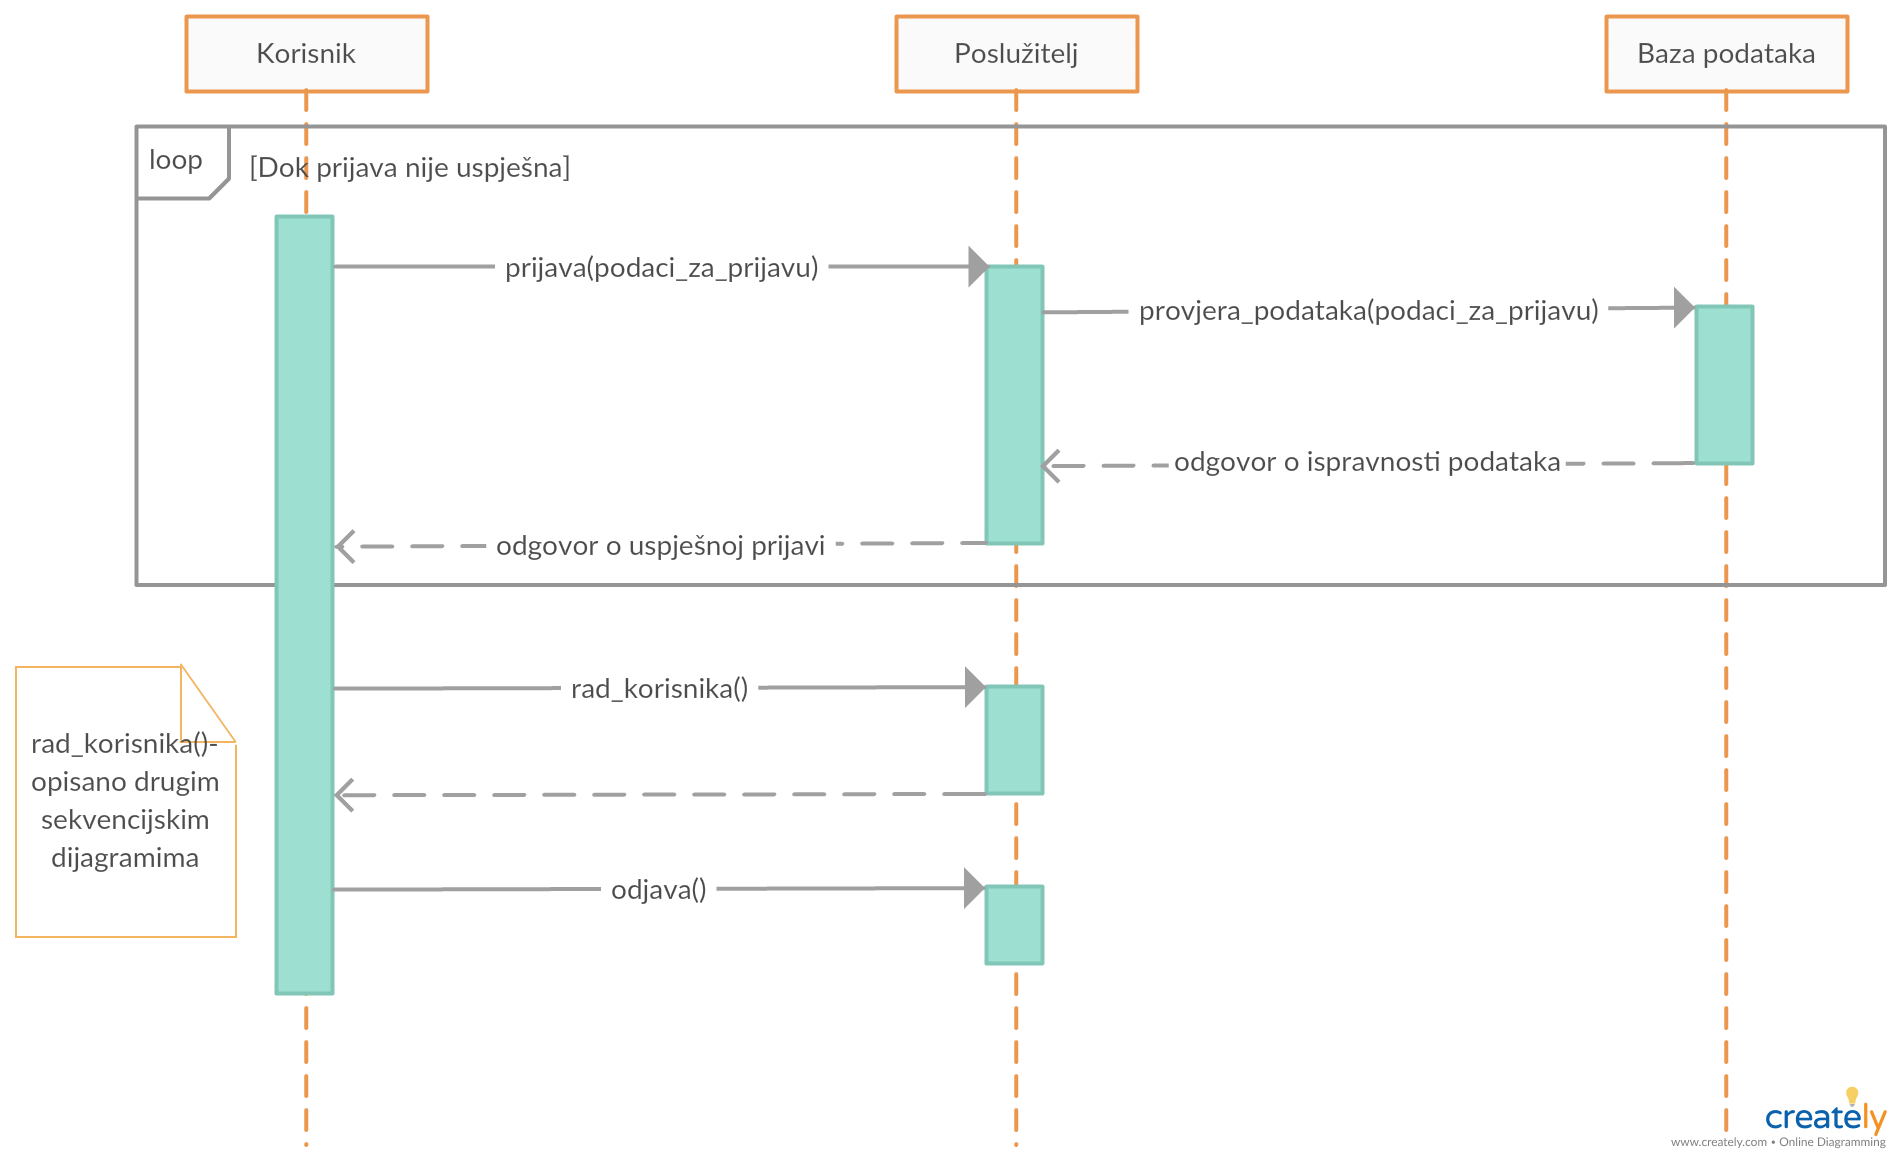 Korisnik
Poslužitelj
Baza podataka
loop
[Dok prijava nije uspješna]
prijava(podaci_za_prijavu)
provjera_podataka(podaci_za_prijavu)
odgovor o ispravnosti podataka
odgovor o uspješnoj prijavi
rad_korisnika()
rad_korisnika()-
opisano drugim
sekvencijskim
dijagramima
odjava()
creately
www.creately.com • Online Diagramming